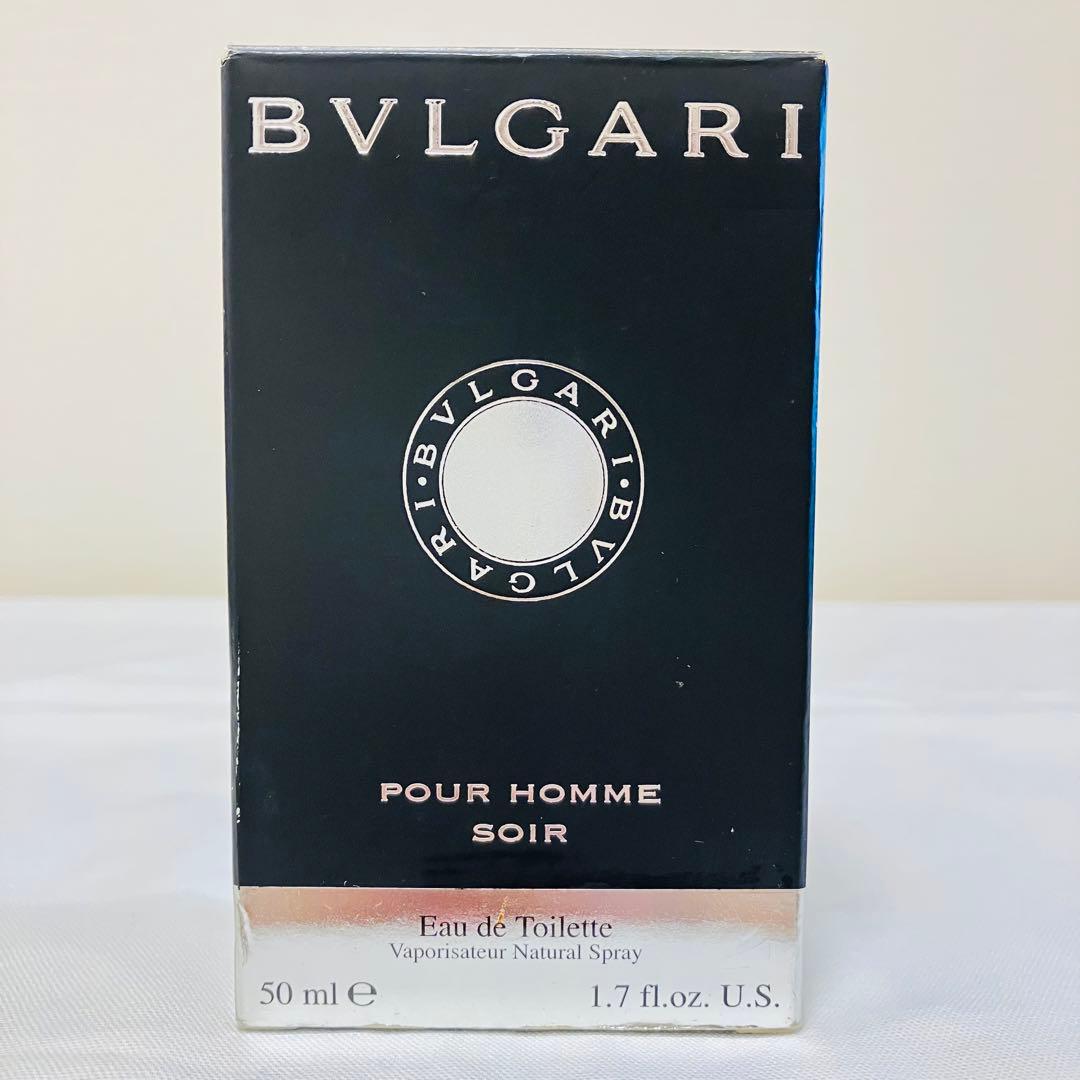 BVLGARI
BVLGARI•BVLGARI•
POUR HOMME
SOIR
Eau de Toilette
Vaporisateur Natural Spray
50 ml ℮
1.7 fl.oz. U.S.